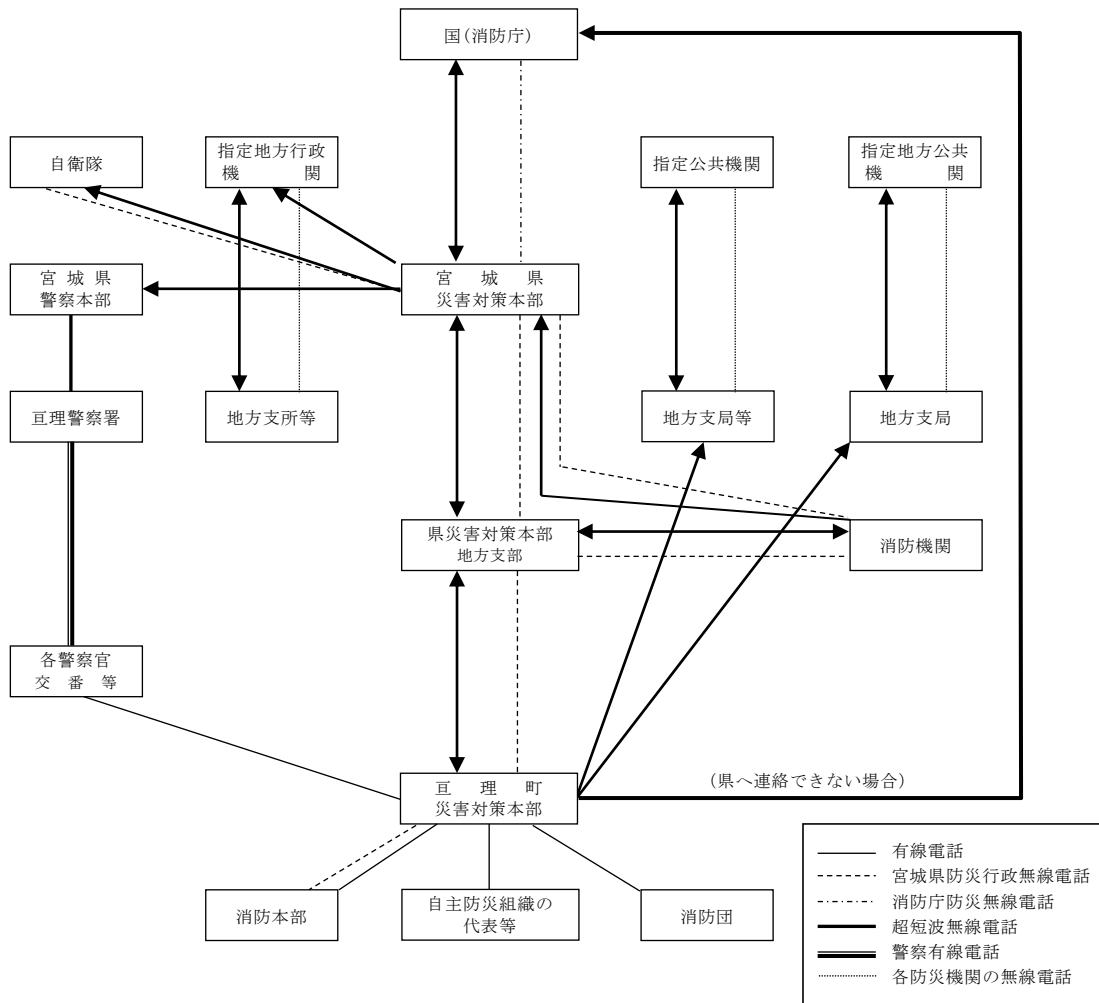 国(消防庁)
自衛隊
指定地方行政
機　　　関
指定公共機関
指定地方公共
機　　　関
宮 城 県
警察本部
宮　城　県
災害対策本部
亘理警察署
地方支所等
地方支局等
地方支局
県災害対策本部
地方支部
消防機関
各警察官
交 番 等
亘　理　町
災害対策本部
(県へ連絡できない場合)
消防本部
自主防災組織の
代表等
消防団
有線電話
宮城県防災行政無線電話
消防庁防災無線電話
超短波無線電話
警察有線電話
各防災機関の無線電話